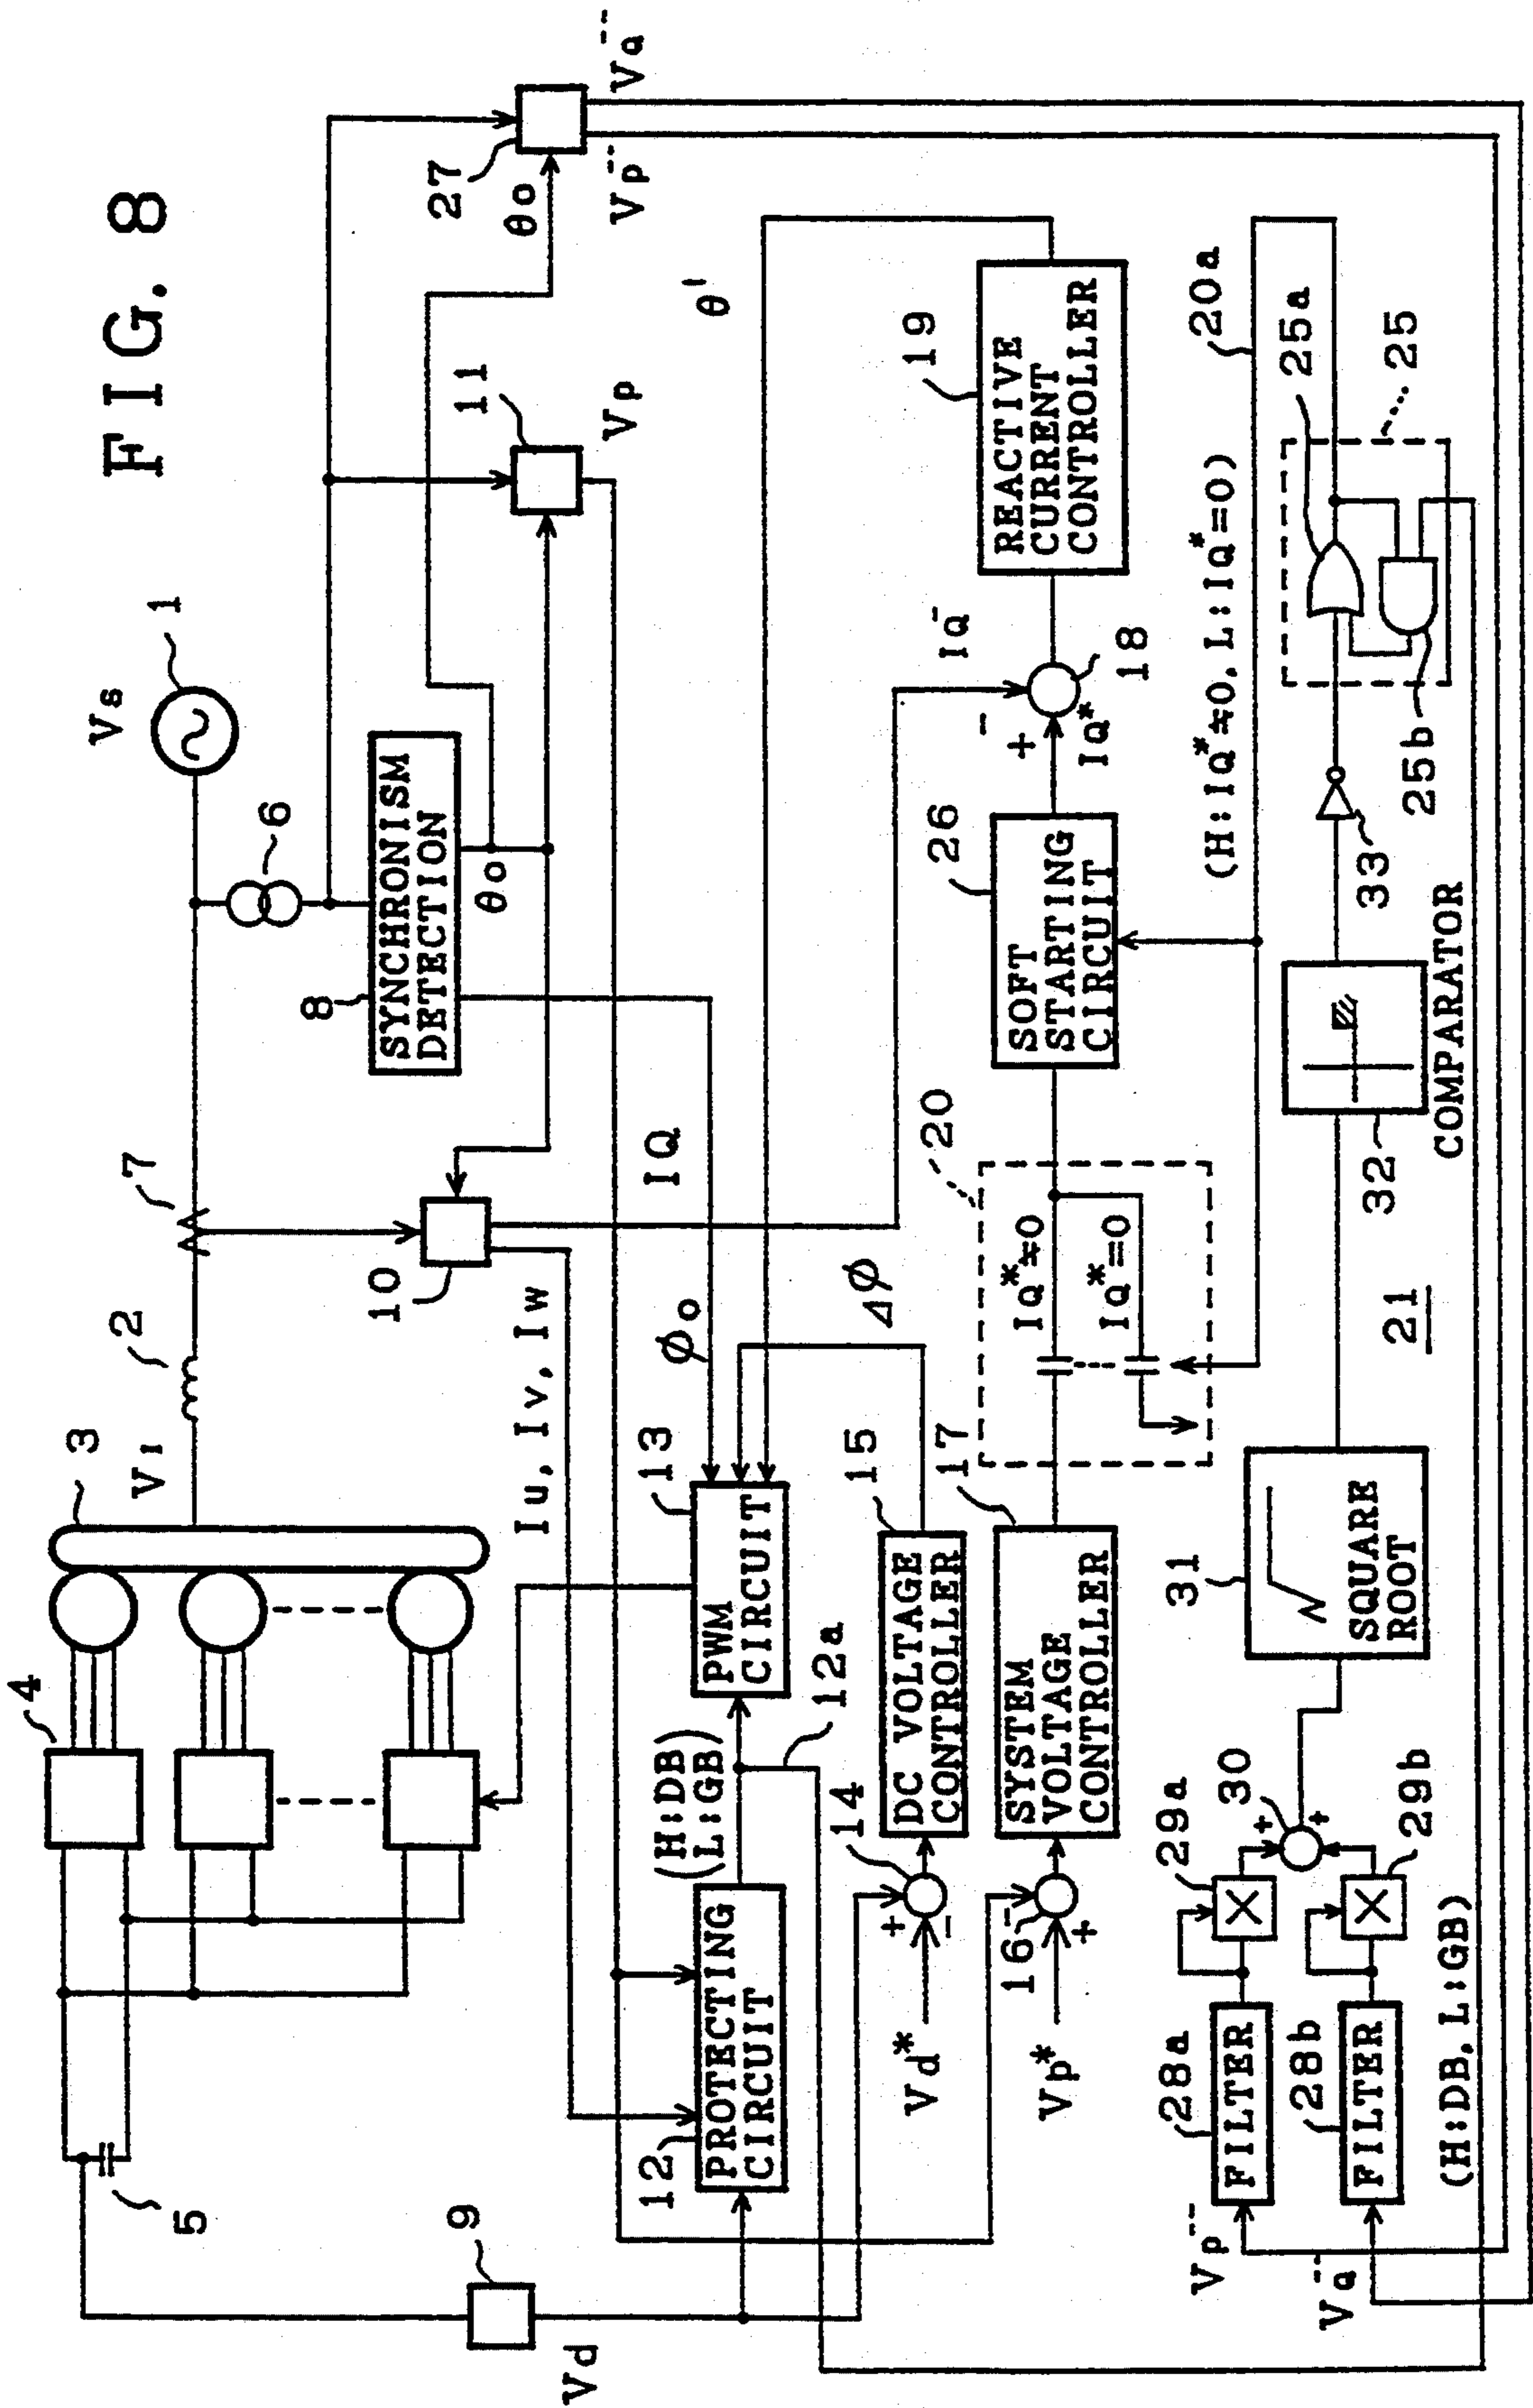 FIG. 8
Vs
1
6
7
2
V1
3
4
5
SYNCHRONISM
DETECTION
8
θo
θo
27
Vp--
Vq--
11
Vp
10
IQ
Iu, Iv, Iw
9
Vd
PROTECTING
CIRCUIT
12
(H:DB)
(L:GB)
12a
PWM
CIRCUIT
13
φo
Δφ
θ'
DC VOLTAGE
CONTROLLER
15
14
+
-
Vd*
SYSTEM
VOLTAGE
CONTROLLER
17
16
-
+
Vp*
20
IQ*≠0
IQ*=0
SOFT
STARTING
CIRCUIT
26
IQ*
+
-
IQ-
18
REACTIVE
CURRENT
CONTROLLER
19
(H:IQ*≠0, L:IQ*=0)
20a
25a
25
25b
33
COMPARATOR
32
21
SQUARE
ROOT
31
30
+
+
29a
29b
×
×
FILTER
28a
FILTER
28b
Vp--
Vq--
(H:DB, L:GB)